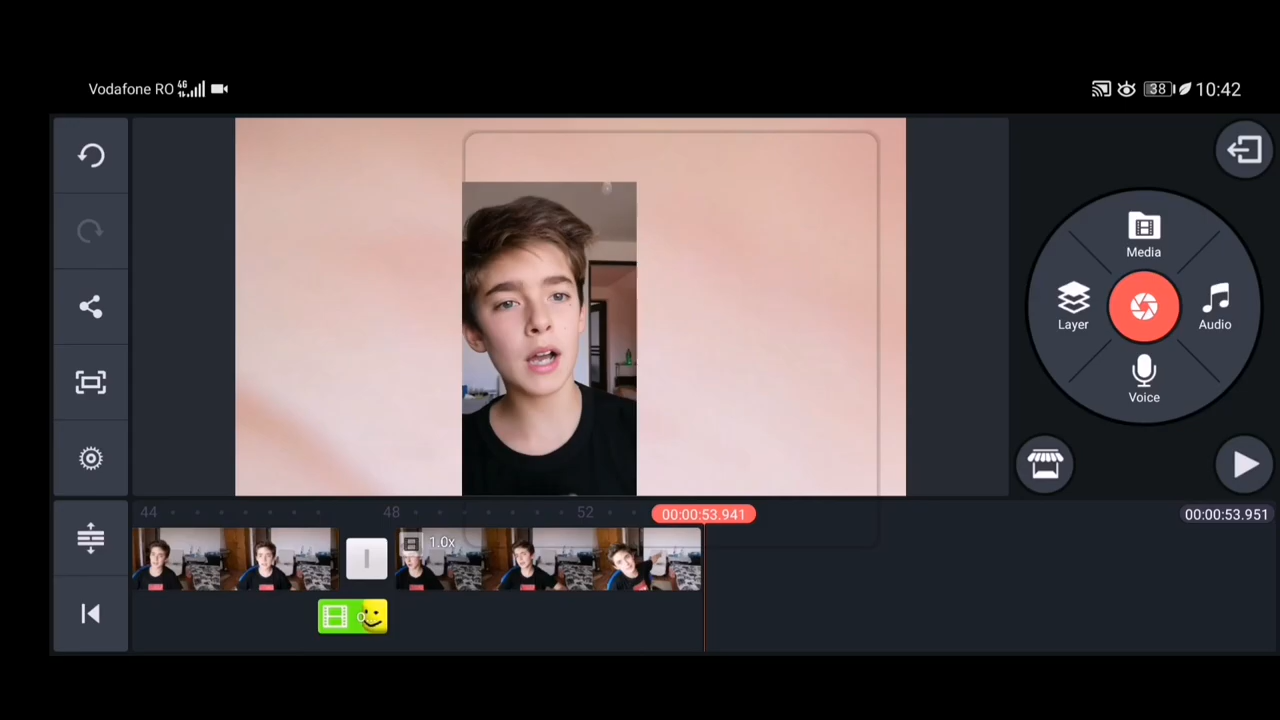 Vodafone RO 4G
38 10:42
Media
Layer
Audio
Voice
44
48
52
00:00:53.941
00:00:53.951
1.0x